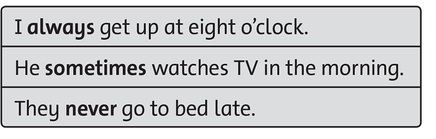 I always get up at eight o’clock.
He sometimes watches TV in the morning.
They never go to bed late.